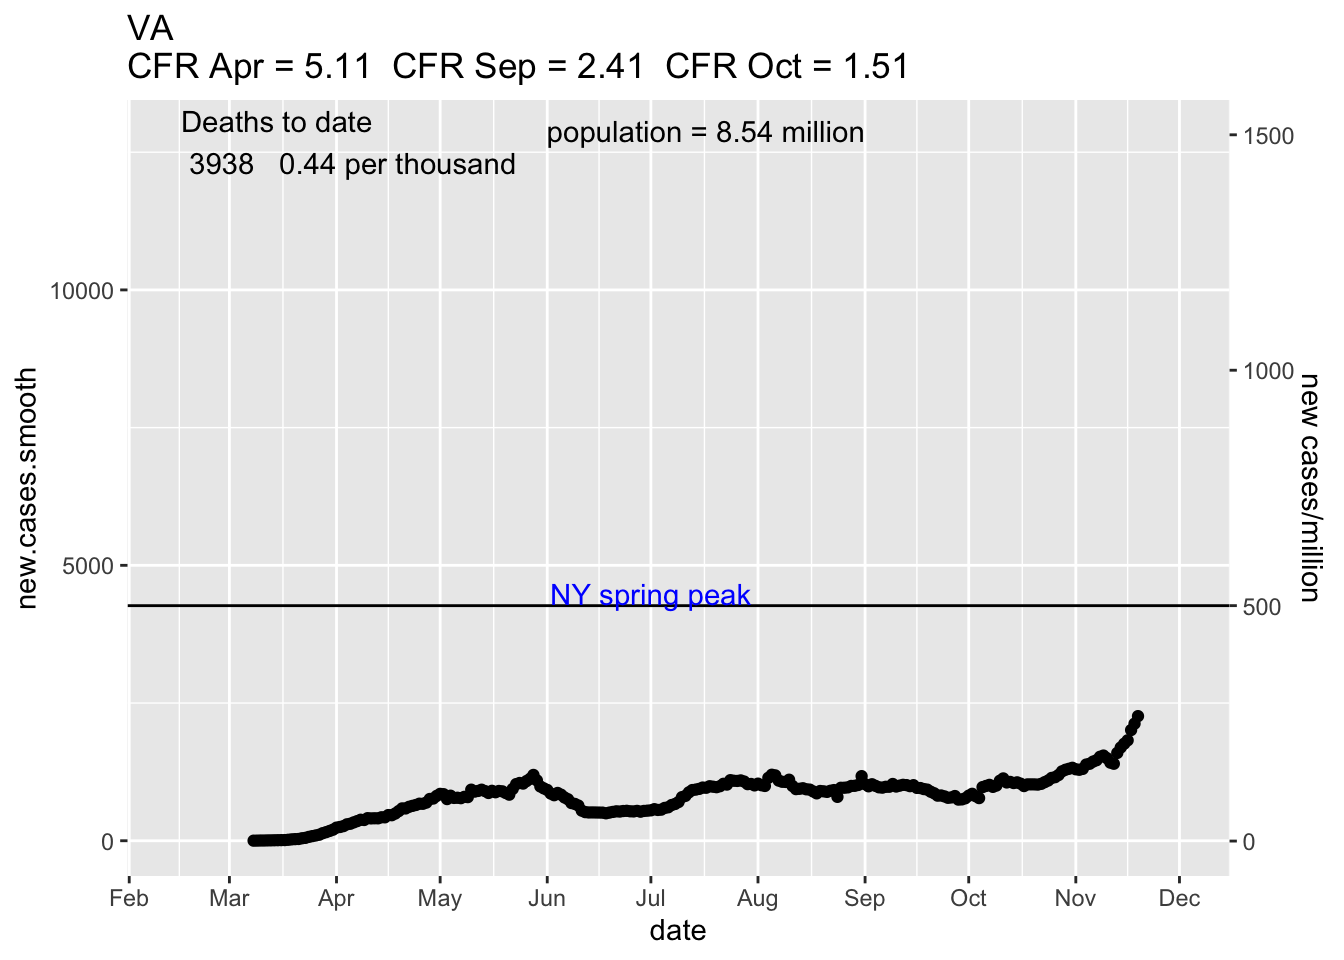 VA
CFR Apr = 5.11  CFR Sep = 2.41  CFR Oct = 1.51
Deaths to date
3938   0.44 per thousand
population = 8.54 million
NY spring peak
new.cases.smooth
10000
5000
0
1500
1000
500
0
new cases/million
Feb Mar Apr May Jun Jul Aug Sep Oct Nov Dec
date